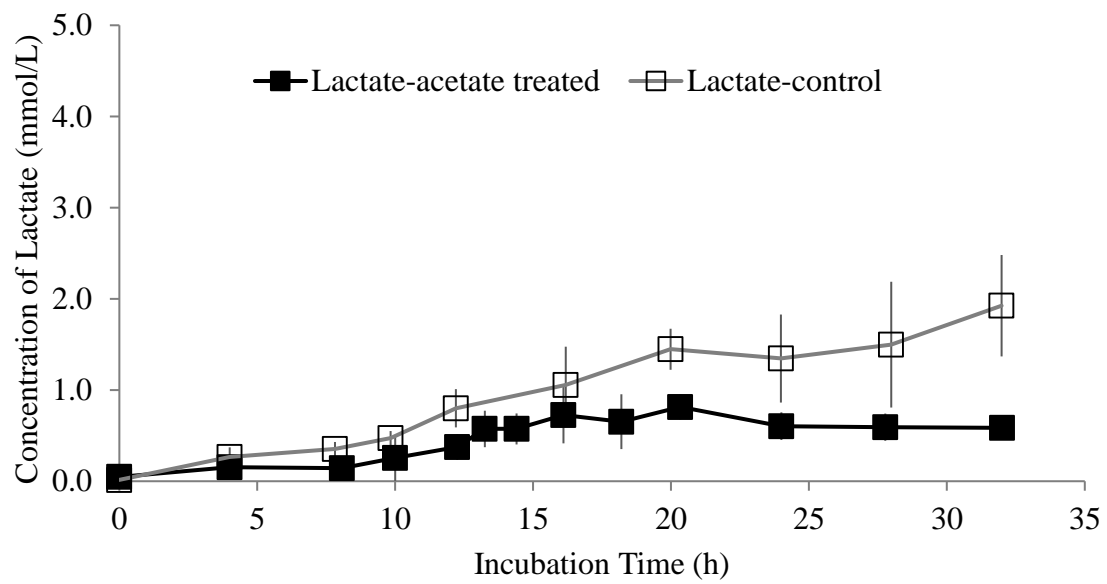 5.0
4.0
3.0
2.0
1.0
0.0
Concentration of Lactate (mmol/L)
Lactate-acetate treated
Lactate-control
0 5 10 15 20 25 30 35
Incubation Time (h)